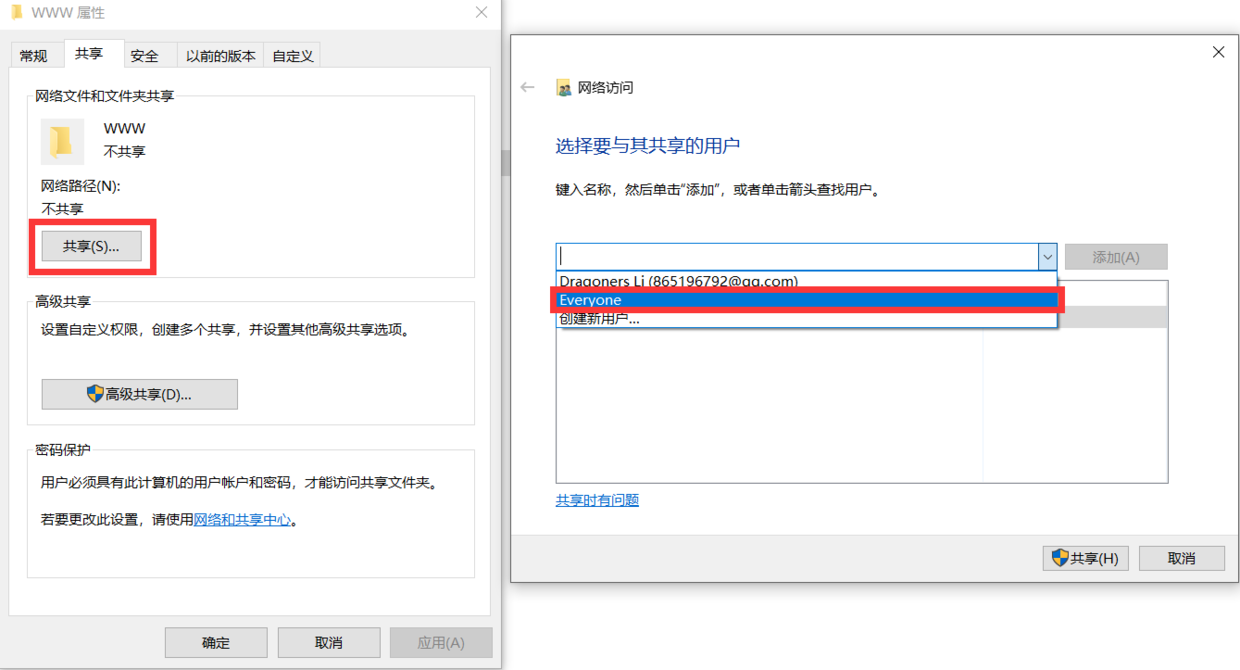 WWW 属性
常规
共享
安全
以前的版本
自定义
网络文件和文件夹共享
WWW
不共享
网络路径(N):
不共享
共享(S)...
高级共享
设置自定义权限，创建多个共享，并设置其他高级共享选项。
高级共享(D)...
密码保护
用户必须具有此计算机的用户帐户和密码，才能访问共享文件夹。
若要更改此设置，请使用网络和共享中心。
确定
取消
应用(A)
网络访问
选择要与其共享的用户
键入名称，然后单击"添加"，或者单击箭头查找用户。
添加(A)
Dragoners Li (865196792@qq.com)
Everyone
创建新用户...
共享时有问题
共享(H)
取消